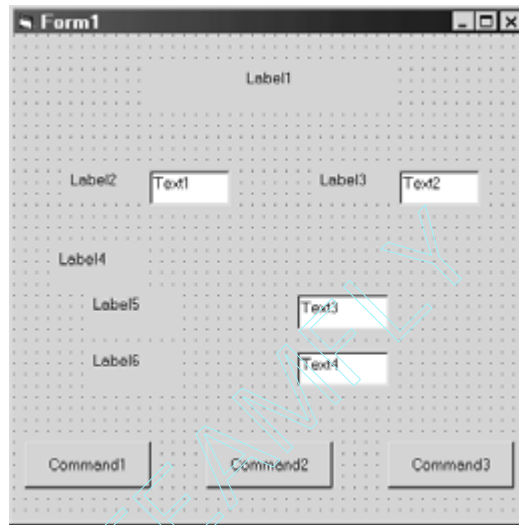 Form1
Label1
Label2 Text1 Label3 Text2
Label4
Label5 Text3
Label6 Text4
Command1 Command2 Command3